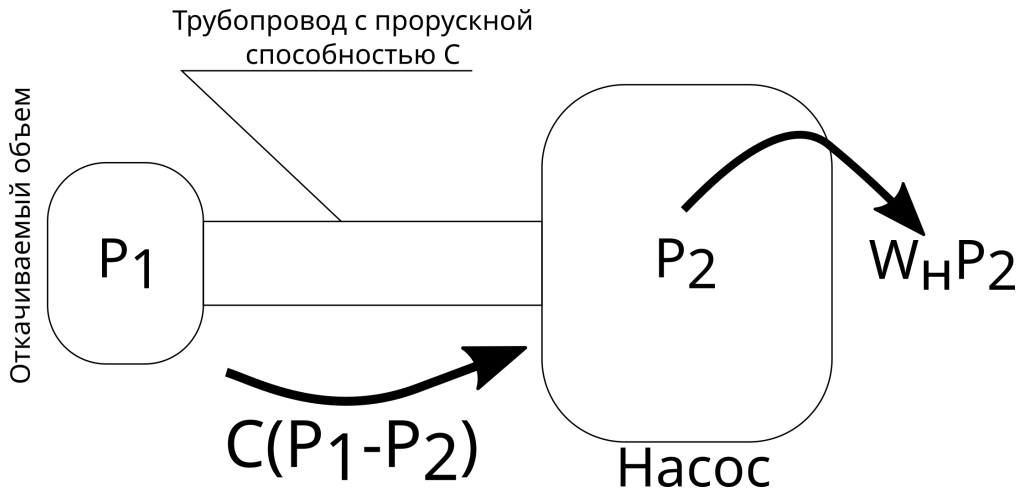 Трубопровод с прорускной
способностью C
Откачиваемый объем
P1
P2
WнP2
C(P1-P2)
Насос